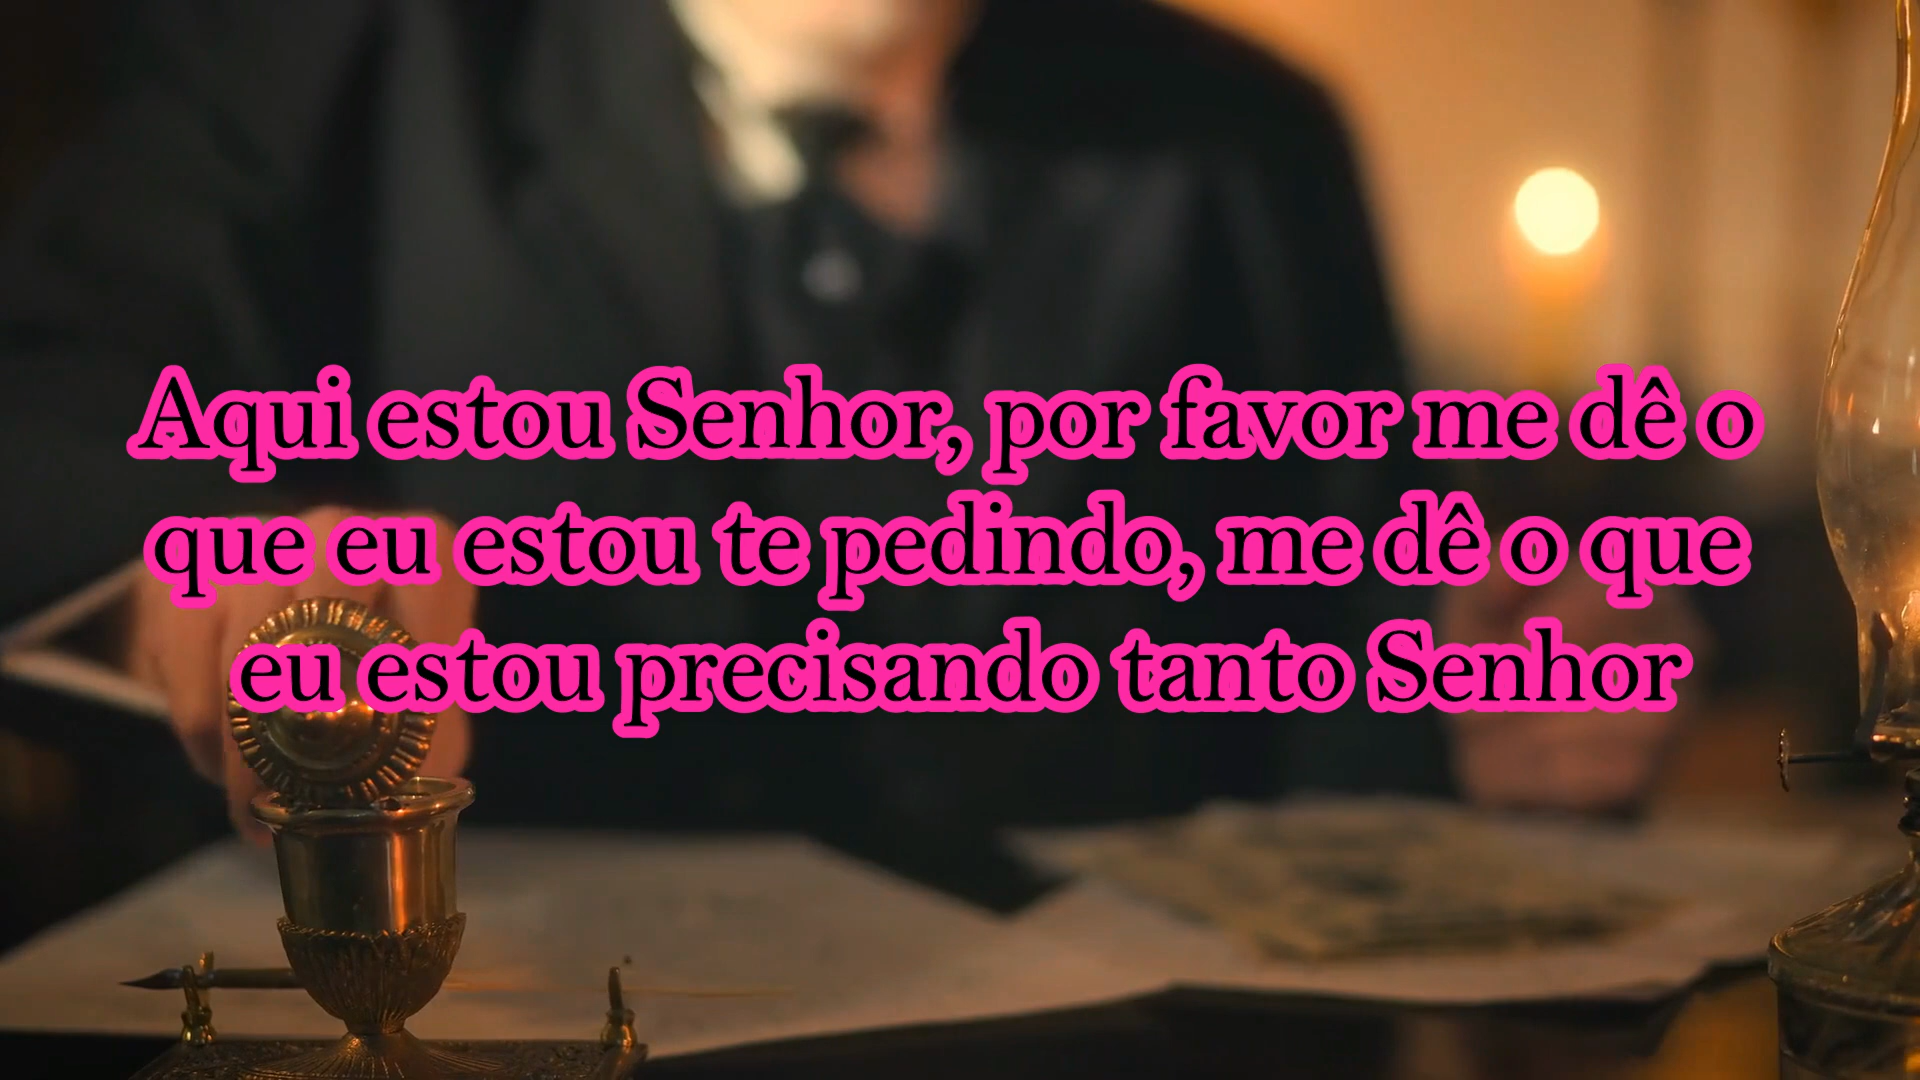 Aqui estou Senhor, por favor me dê o
que eu estou te pedindo, me dê o que
eu estou precisando tanto Senhor